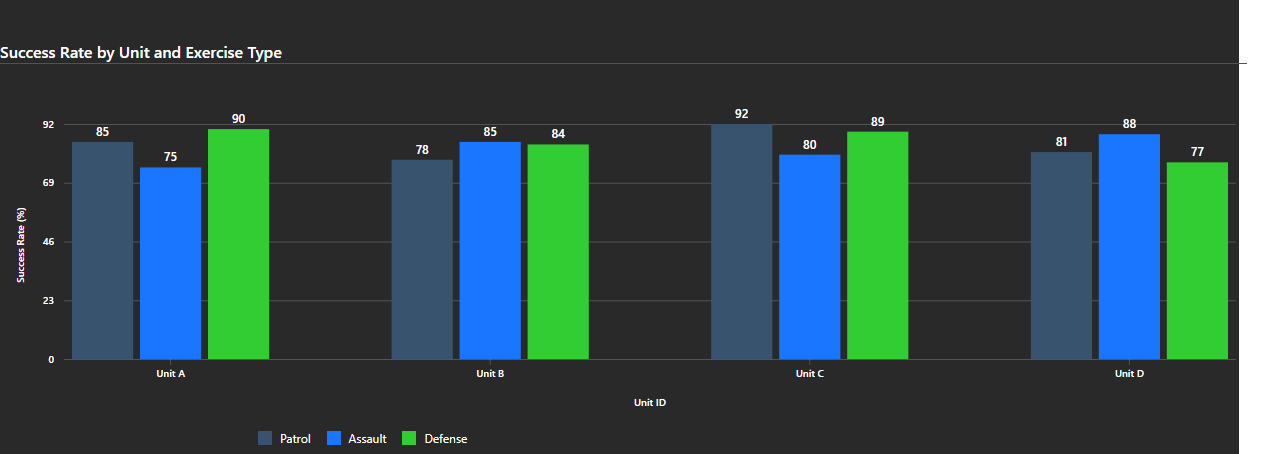 Success Rate by Unit and Exercise Type
92
69
46
23
0
Success Rate (%)
85
75
90
78
85
84
92
80
89
81
88
77
Unit A
Unit B
Unit C
Unit D
Unit ID
Patrol
Assault
Defense